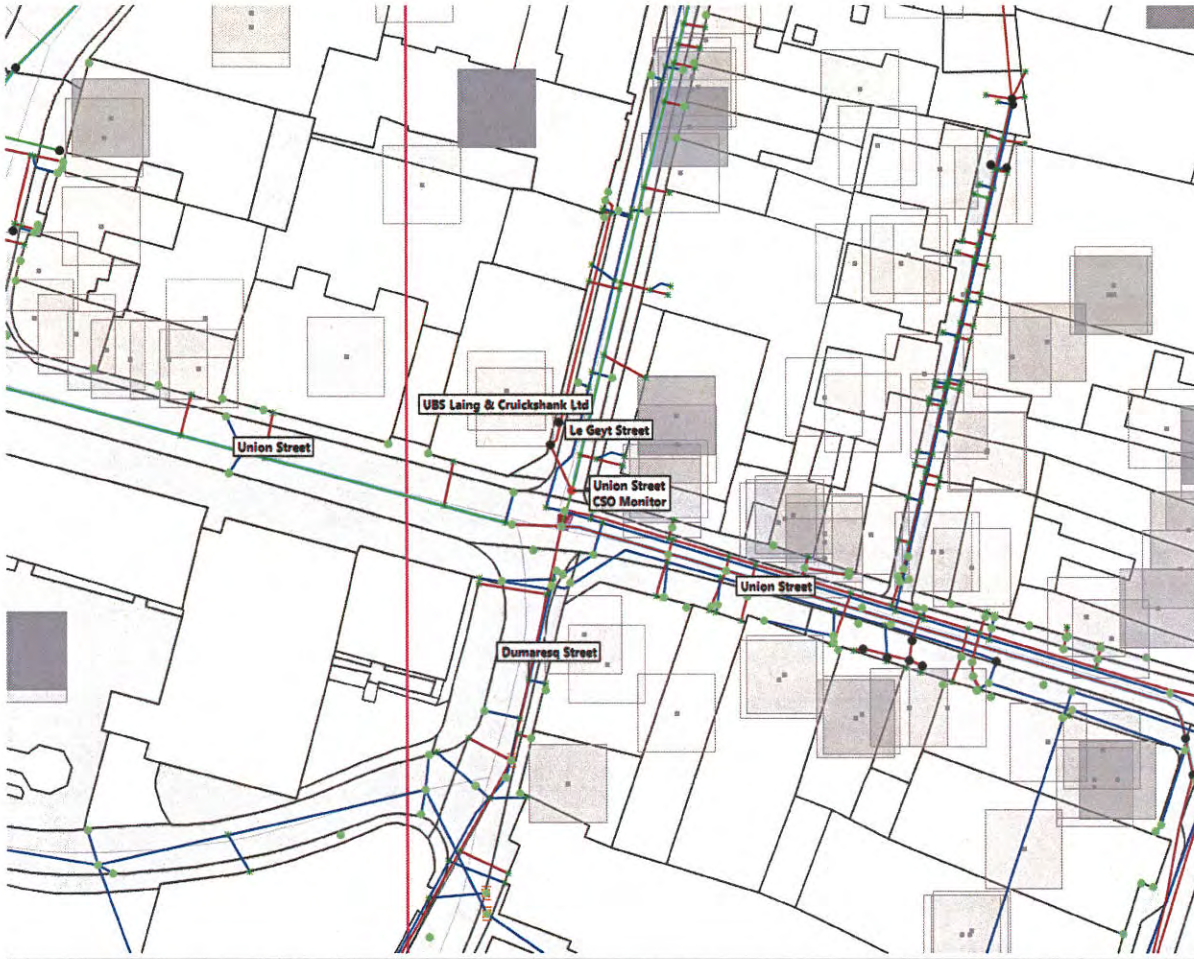 UBS Laing & Cruickshank Ltd
Le Geyt Street
Union Street
Union Street
CSO Monitor
Union Street
Dumaresq Street